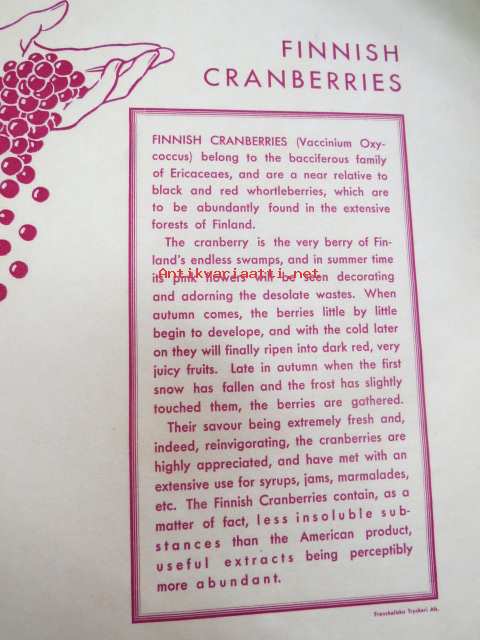 FINNISH
CRANBERRIES
FINNISH CRANBERRIES (Vaccinium Oxy-
coccus) belong to the bacciferous family
of Ericaceaes, and are a near relative to
black and red whortleberries, which are
to be abundantly found in the extensive
forests of Finland.
The cranberry is the very berry of Fin-
land's endless swamps, and in summer time
Antikvariaatti.net
its pink flowers will be seen decorating
and adorning the desolate wastes. When
autumn comes, the berries little by little
begin to develope, and with the cold later
on they will finally ripen into dark red, very
juicy fruits. Late in autumn when the first
snow has fallen and the frost has slightly
touched them, the berries are gathered.
Their savour being extremely fresh and,
indeed, reinvigorating, the cranberries are
highly appreciated, and have met with an
extensive use for syrups, jams, marmalades,
etc. The Finnish Cranberries contain, as a
matter of fact, less insoluble sub-
stances than the American product,
useful extracts being perceptibly
more abundant.
Frenckellska Tryckeri Ab.